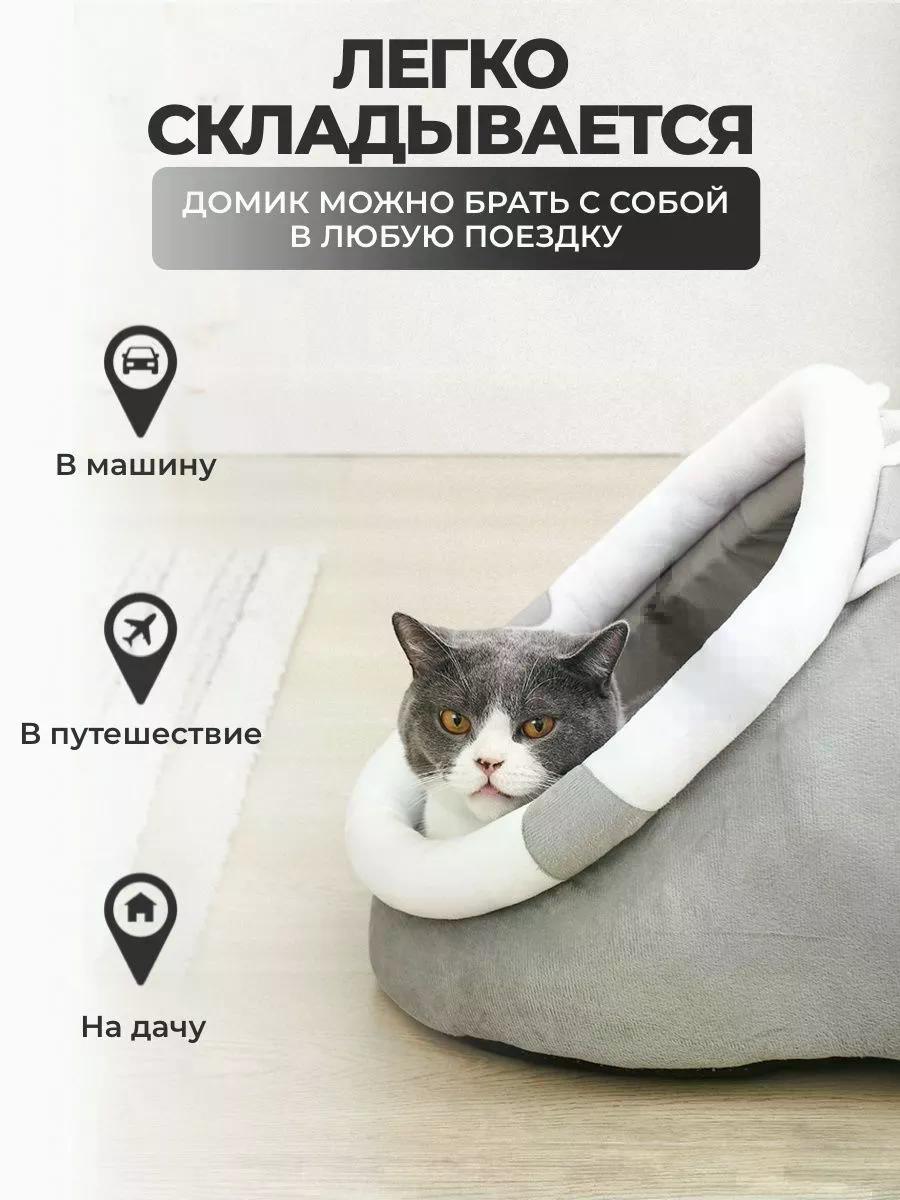 ЛЕГКО
СКЛАДЫВАЕТСЯ
ДОМИК МОЖНО БРАТЬ С СОБОЙ
В ЛЮБУЮ ПОЕЗДКУ
В машину
В путешествие
На дачу